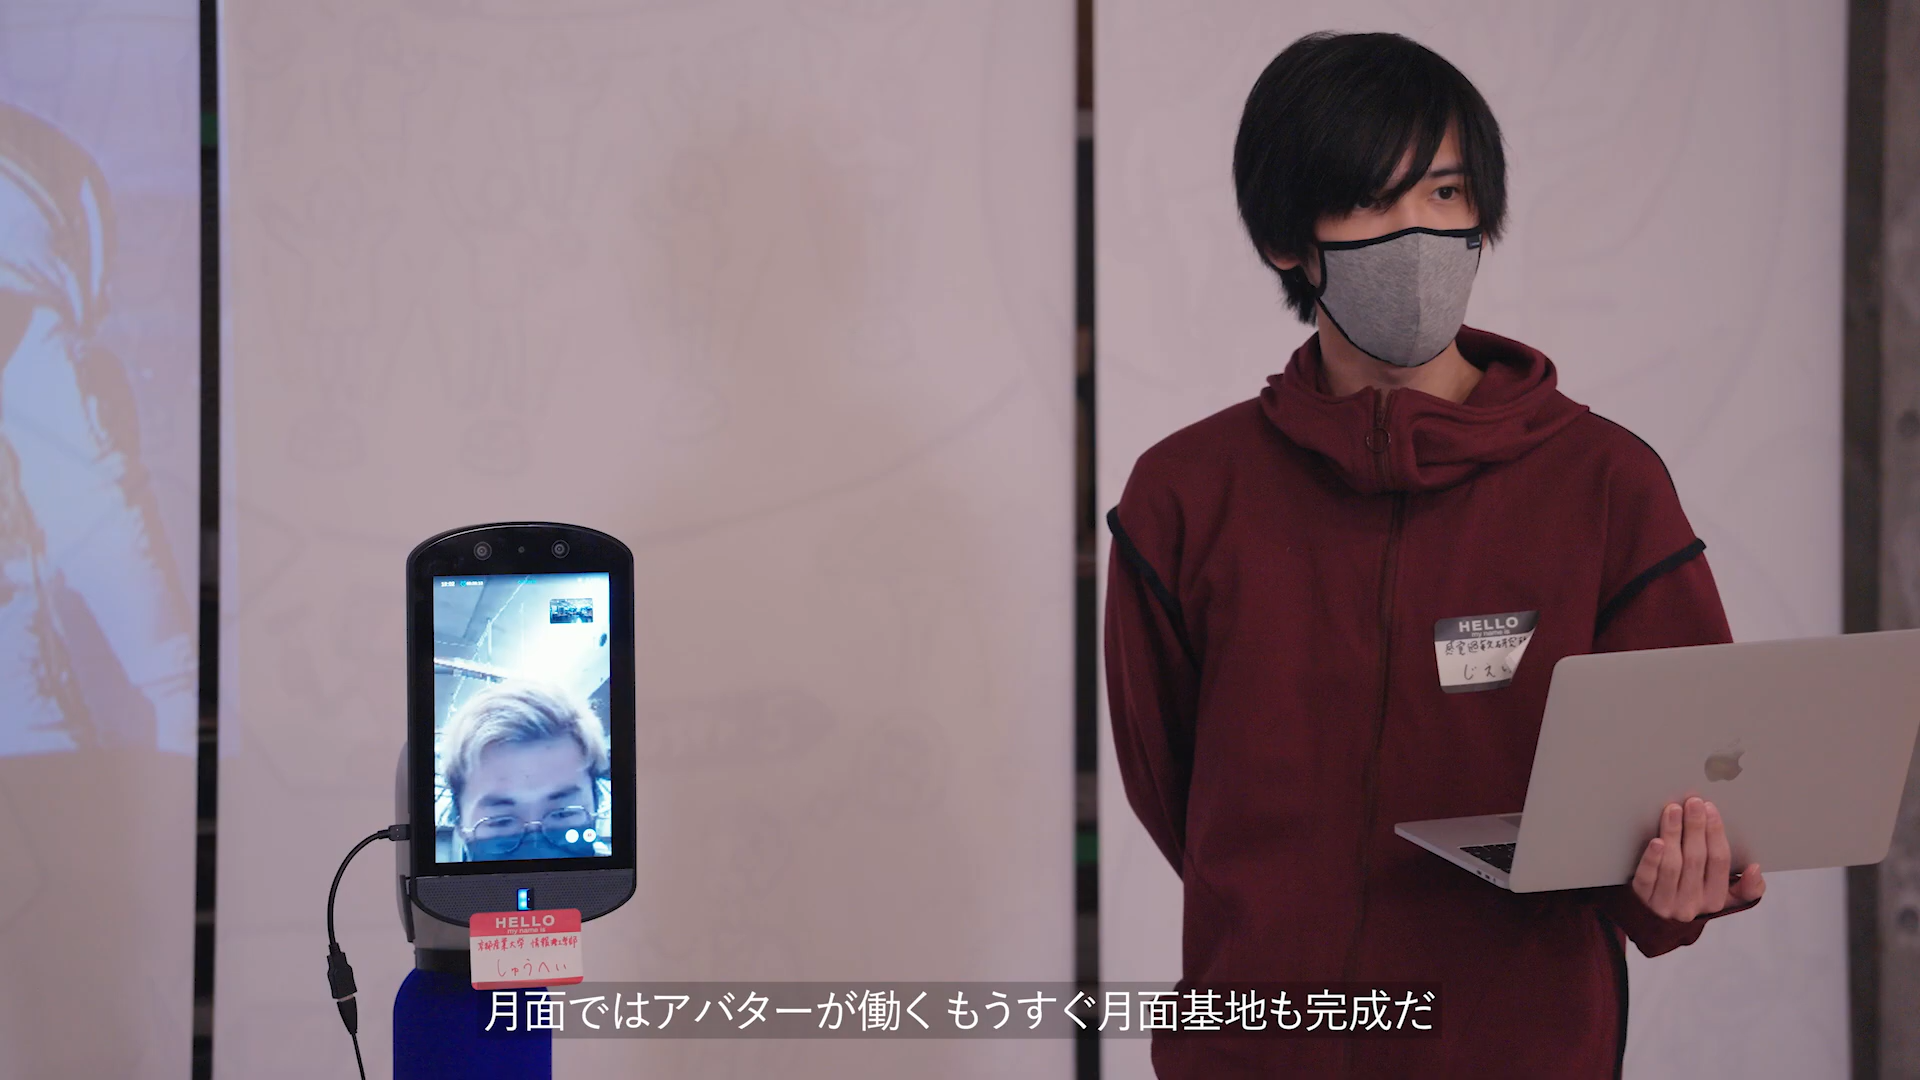 HELLO
my name is
じえ
HELLO
my name is
京都産業大学 情報理工学部
しゅうへい
月面ではアバターが働く もうすぐ月面基地も完成だ